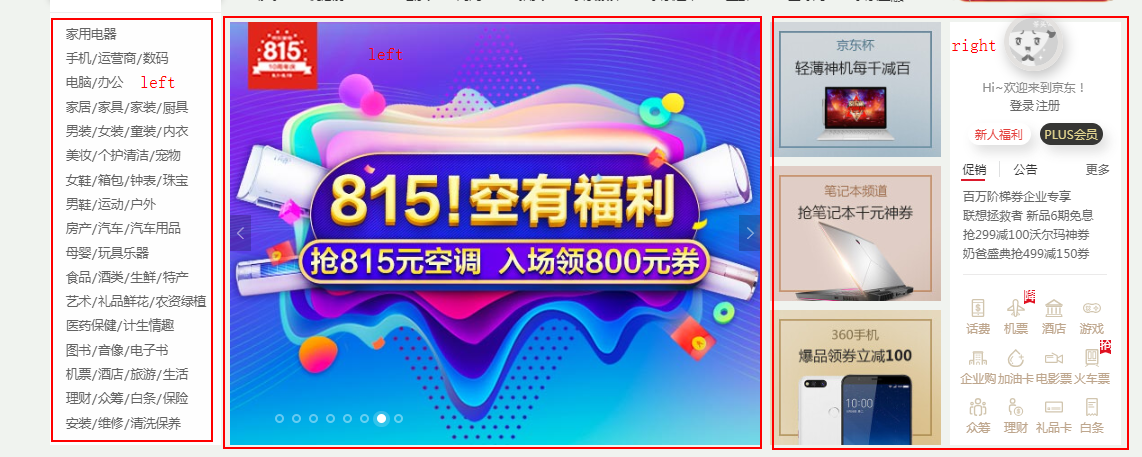 家用电器
手机/运营商/数码
电脑/办公
left
家居/家具/家装/厨具
男装/女装/童装/内衣
美妆/个护清洁/宠物
女鞋/箱包/钟表/珠宝
男鞋/运动/户外
房产/汽车/汽车用品
母婴/玩具乐器
食品/酒类/生鲜/特产
艺术/礼品鲜花/农资绿植
医药保健/计生情趣
图书/音像/电子书
机票/酒店/旅游/生活
理财/众筹/白条/保险
安装/维修/清洗保养
815
left
815!空有福利
抢815元空调 入场领800元券
京东杯
轻薄神机每千减百
笔记本频道
抢笔记本千元神券
360手机
爆品领券立减100
10:00
right
Hi~欢迎来到京东！
登录 注册
新人福利 PLUS会员
促销 公告 更多
百万阶梯券企业专享
联想拯救者 新品6期免息
抢299减100沃尔玛神券
奶爸盛典抢499减150券
降
话费 机票 酒店 游戏
抢
企业购 加油卡 电影票 火车票
众筹 理财 礼品卡 白条